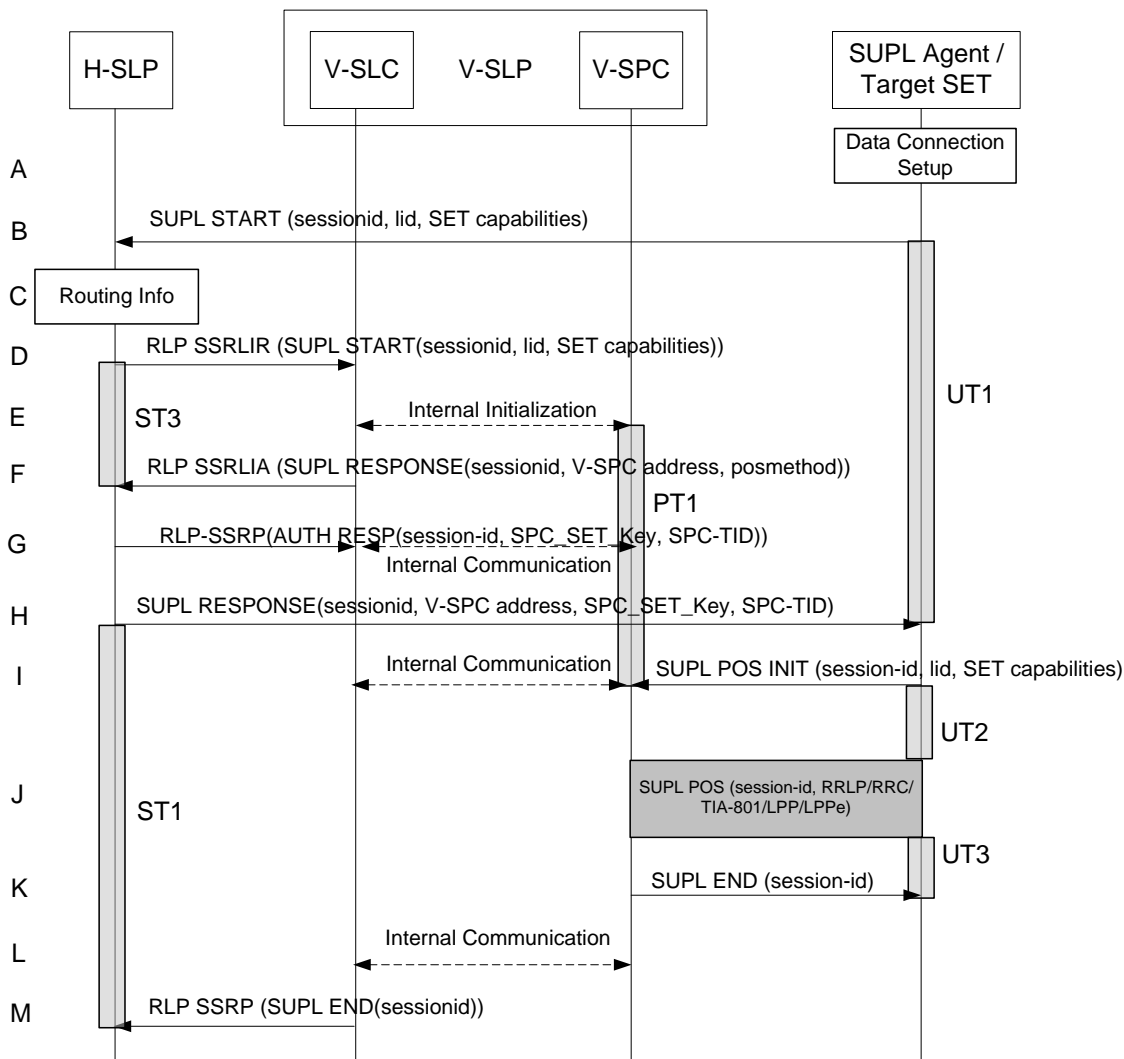 H-SLP
V-SLC
V-SLP
V-SPC
SUPL Agent /
Target SET
A
Data Connection
Setup
B
SUPL START (sessionid, lid, SET capabilities)
C
Routing Info
D
RLP SSRLIR (SUPL START(sessionid, lid, SET capabilities))
UT1
E
ST3
Internal Initialization
F
RLP SSRLIA (SUPL RESPONSE(sessionid, V-SPC address, posmethod))
PT1
G
RLP-SSRP(AUTH RESP(session-id, SPC_SET_Key, SPC-TID))
Internal Communication
H
SUPL RESPONSE(sessionid, V-SPC address, SPC_SET_Key, SPC-TID)
I
Internal Communication
SUPL POS INIT (session-id, lid, SET capabilities)
UT2
J
ST1
SUPL POS (session-id, RRLP/RRC/
TIA-801/LPP/LPPe)
UT3
K
SUPL END (session-id)
L
Internal Communication
M
RLP SSRP (SUPL END(sessionid))